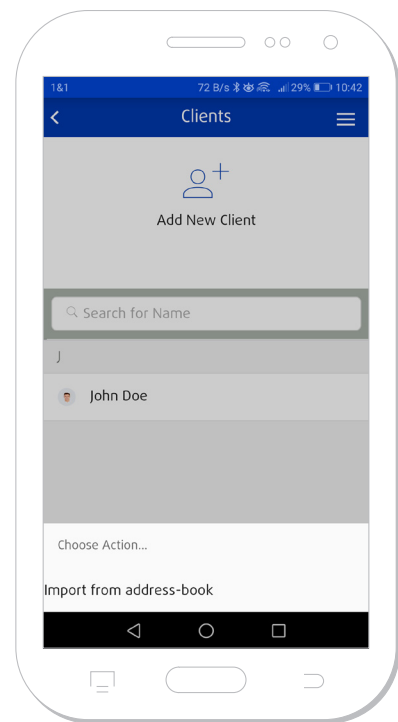 1&1 72 B/s 29% 10:42
Clients
Add New Client
Search for Name
J
John Doe
Choose Action...
Import from address-book